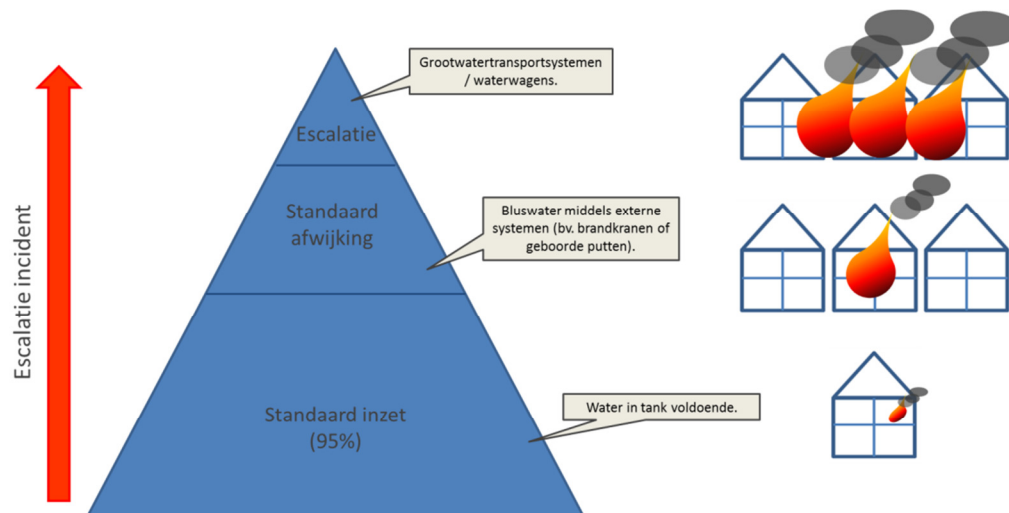 Grootwatertransportsystemen
/ waterwagens.
Escalatie
Standaard
afwijking
Bluswater middels externe
systemen (bv. brandkranen of
geboorde putten).
Escalatie incident
Standaard inzet
(95%)
Water in tank voldoende.